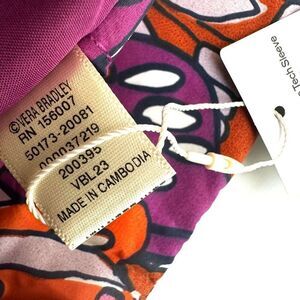 ©VERA BRADLEY
RN 156007
50173-20081
000037219
200395
VBL23
MADE IN CAMBODIA
Tech Sleeve